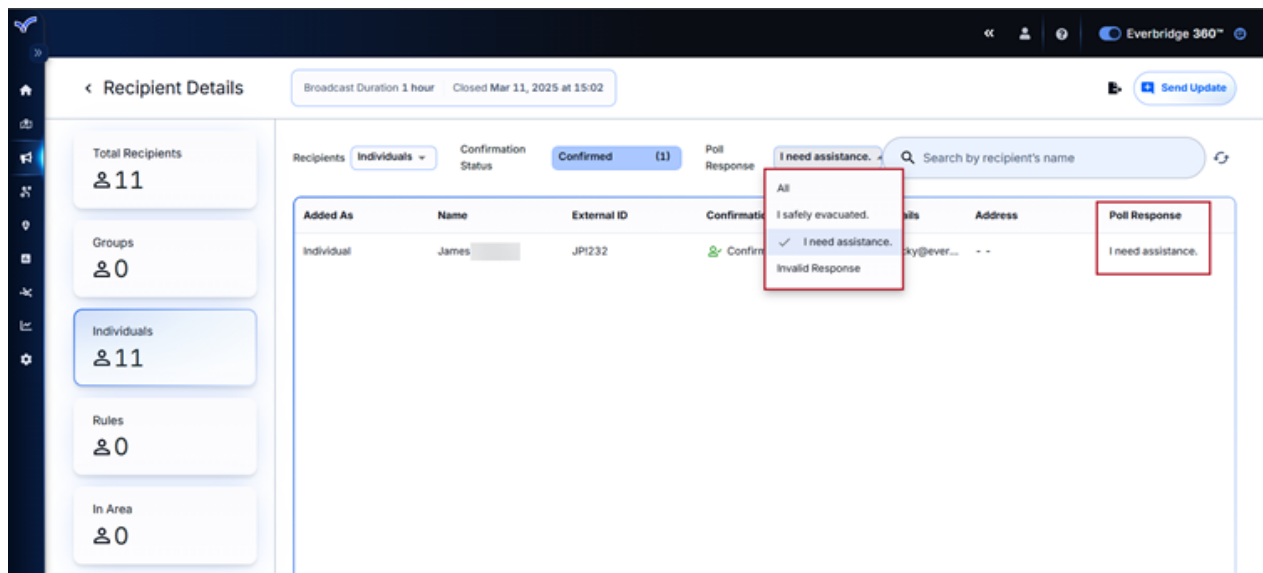 Everbridge 360™
Recipient Details
Broadcast Duration 1 hour Closed Mar 11, 2025 at 15:02
Send Update
Total Recipients
11
Groups
0
Individuals
11
Rules
0
In Area
0
Recipients Individuals
Confirmation Status
Confirmed (1)
Poll Response
I need assistance.
Search by recipient's name
All
I safely evacuated.
I need assistance.
Invalid Response
Added As Name External ID Confirmatio ils Address Poll Response
Individual James JP!232 Confirm cky@ever... - - I need assistance.